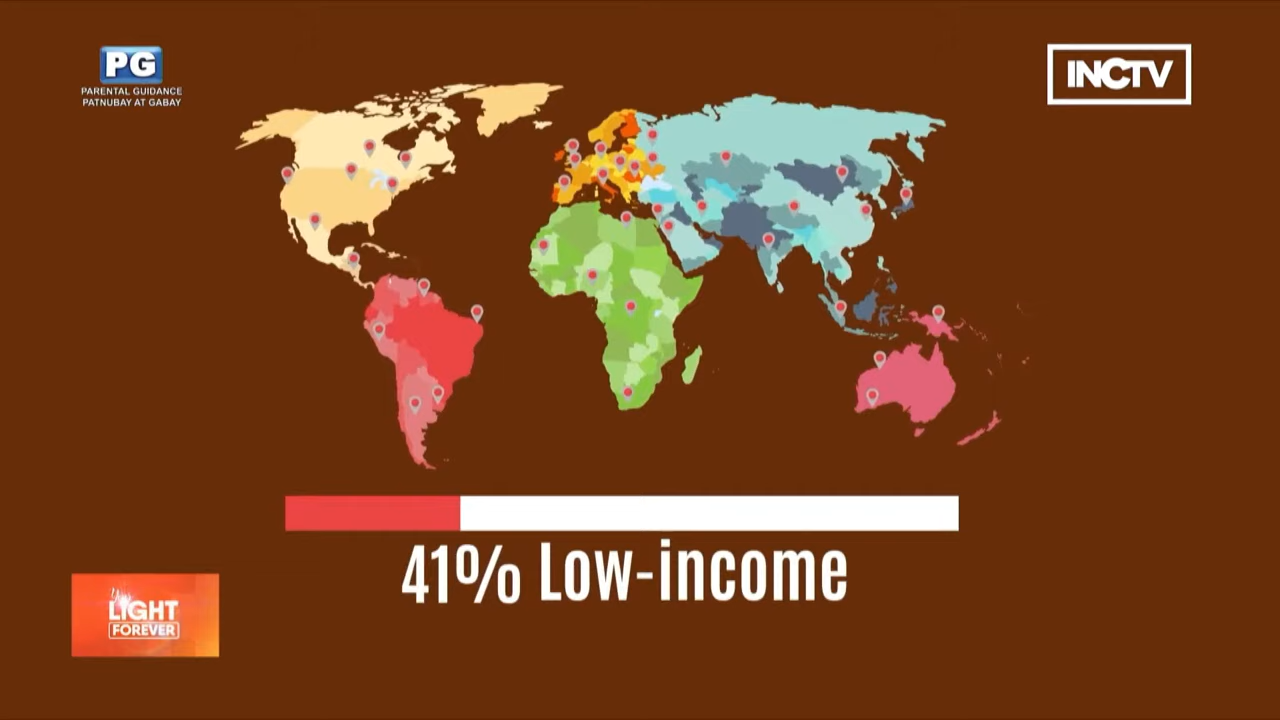 PG
PARENTAL GUIDANCE
PATNUBAY AT GABAY
INCTV
41% Low-income
LIGHT
FOREVER